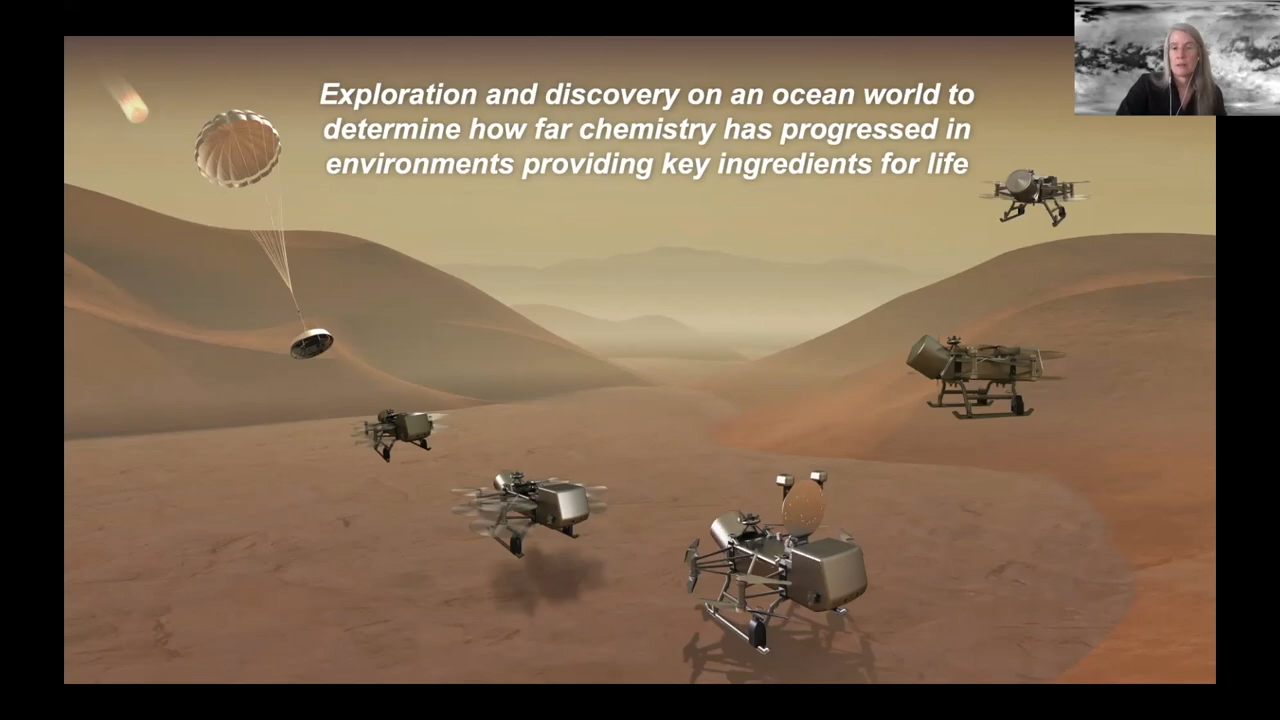 Exploration and discovery on an ocean world to
determine how far chemistry has progressed in
environments providing key ingredients for life